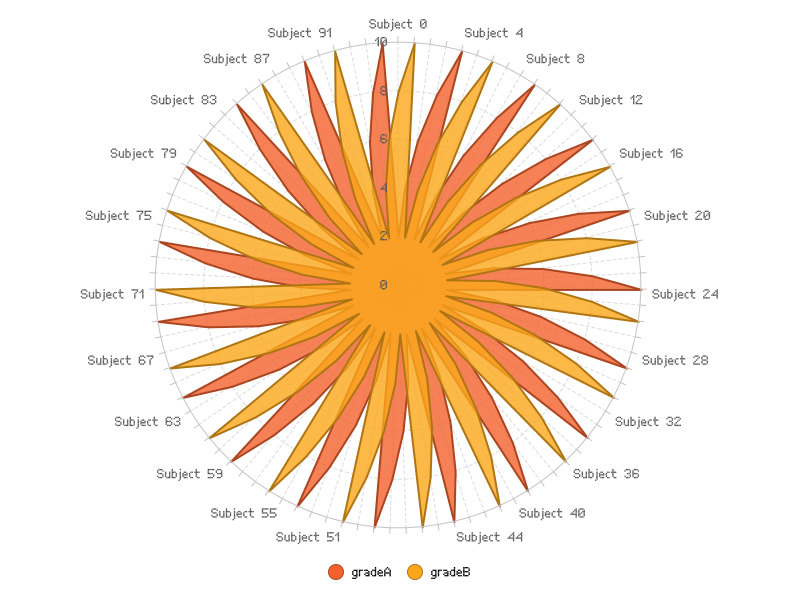 Subject 0
Subject 4
Subject 8
Subject 12
Subject 16
Subject 20
Subject 24
Subject 28
Subject 32
Subject 36
Subject 40
Subject 44
Subject 51
Subject 55
Subject 59
Subject 63
Subject 67
Subject 71
Subject 75
Subject 79
Subject 83
Subject 87
Subject 91
10
8
6
4
2
0
gradeA gradeB